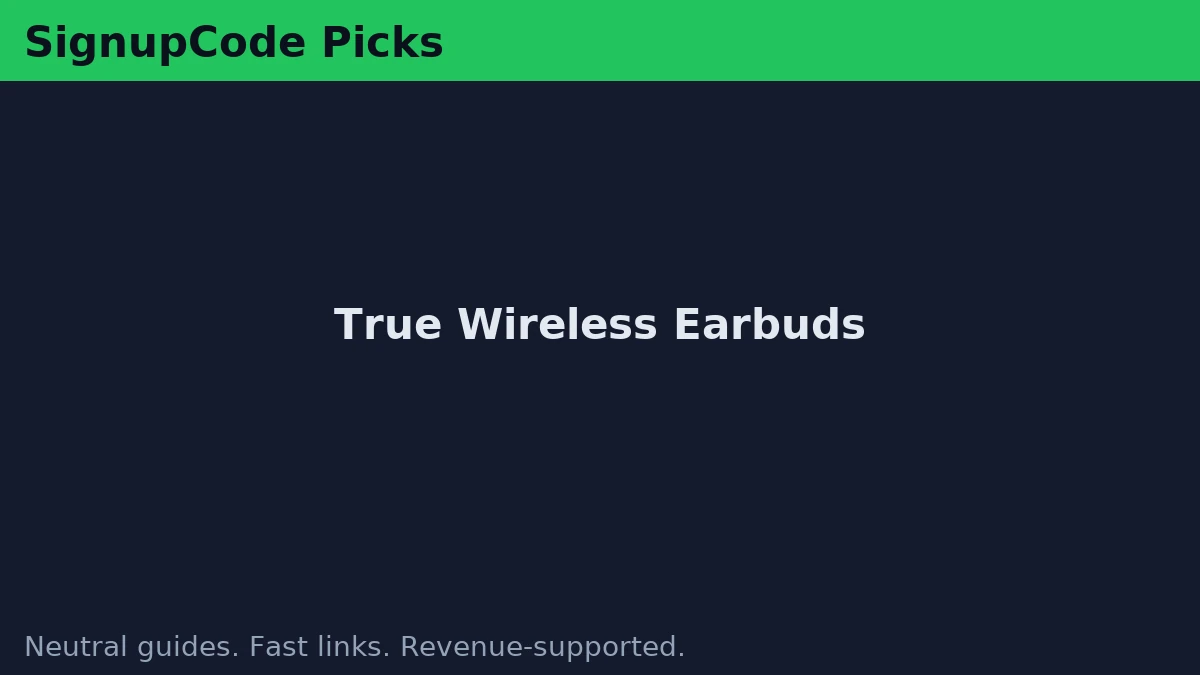 SignupCode Picks
True Wireless Earbuds
Neutral guides. Fast links. Revenue-supported.